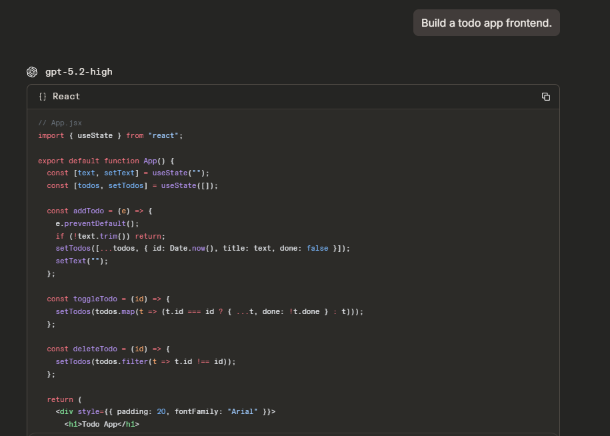 Build a todo app frontend.
gpt-5.2-high
{} React
// App.jsx
import { useState } from "react";
export default function App() {
const [text, setText] = useState("");
const [todos, setTodos] = useState([]);
const addTodo = (e) => {
e.preventDefault();
if (!text.trim()) return;
setTodos([...todos, { id: Date.now(), title: text, done: false }]);
setText("");
};
const toggleTodo = (id) => {
setTodos(todos.map(t => (t.id === id ? { ...t, done: !t.done } : t)));
};
const deleteTodo = (id) => {
setTodos(todos.filter(t => t.id !== id));
};
return (
<div style={{ padding: 20, fontFamily: "Arial" }}>
<h1>Todo App</h1>